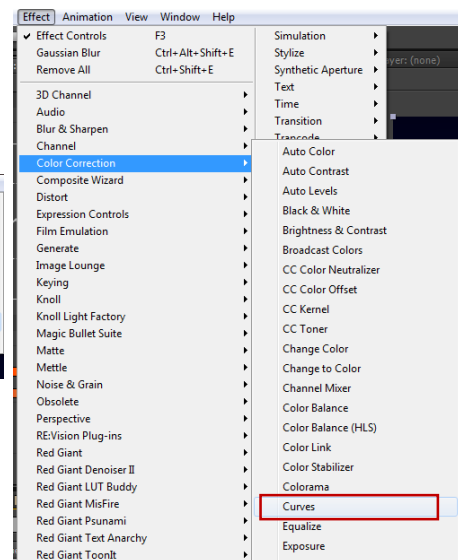 Effect Animation View Window Help
Effect Controls F3
Gaussian Blur Ctrl+Alt+Shift+E
Remove All Ctrl+Shift+E
3D Channel
Audio
Blur & Sharpen
Channel
Color Correction
Composite Wizard
Distort
Expression Controls
Film Emulation
Generate
Image Lounge
Keying
Knoll
Knoll Light Factory
Magic Bullet Suite
Matte
Mettle
Noise & Grain
Obsolete
Perspective
RE:Vision Plug-ins
Red Giant
Red Giant Denoiser II
Red Giant LUT Buddy
Red Giant MisFire
Red Giant Psunami
Red Giant Text Anarchy
Red Giant ToonIt
Simulation
Stylize
Synthetic Aperture
Text
Time
Transition
Trapcode
yer: (none)
Auto Color
Auto Contrast
Auto Levels
Black & White
Brightness & Contrast
Broadcast Colors
CC Color Neutralizer
CC Color Offset
CC Kernel
CC Toner
Change Color
Change to Color
Channel Mixer
Color Balance
Color Balance (HLS)
Color Link
Color Stabilizer
Colorama
Curves
Equalize
Exposure